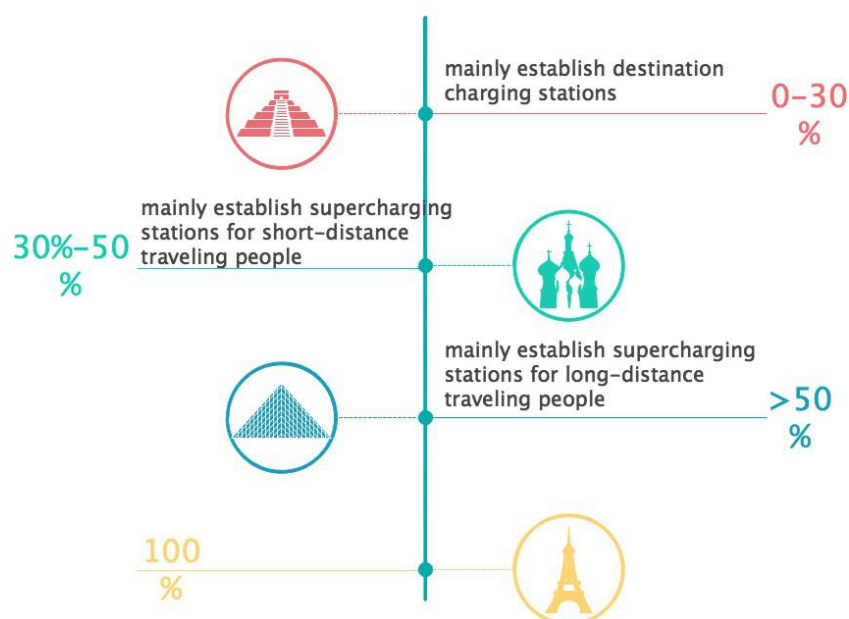 mainly establish destination
charging stations
0-30
%
mainly establish supercharging
stations for short-distance
traveling people
30%-50
%
mainly establish supercharging
stations for long-distance
traveling people
>50
%
100
%